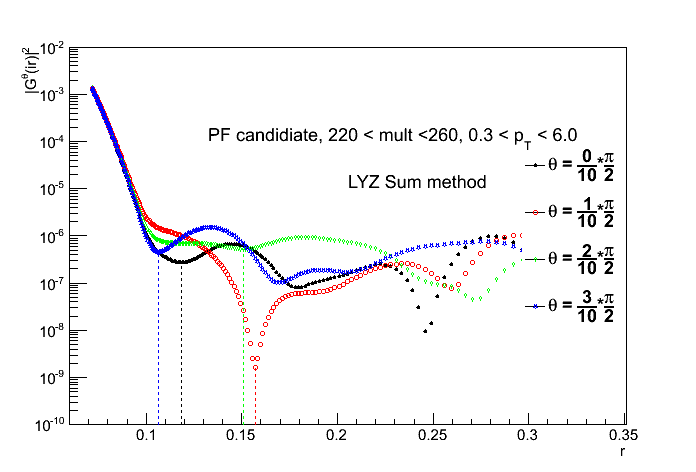 |G^θ(ir)|²
10⁻²
10⁻³
10⁻⁴
10⁻⁵
10⁻⁶
10⁻⁷
10⁻⁸
10⁻⁹
10⁻¹⁰
PF candidiate, 220 < mult <260, 0.3 < p_T < 6.0
LYZ Sum method
θ = 0/10 * π/2
θ = 1/10 * π/2
θ = 2/10 * π/2
θ = 3/10 * π/2
0.1 0.15 0.2 0.25 0.3 0.35
r